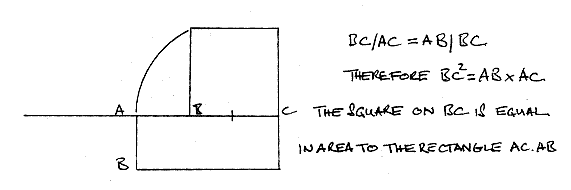 BC/AC = AB/BC
THEREFORE BC² = AB × AC
A B C
THE SQUARE ON BC IS EQUAL
IN AREA TO THE RECTANGLE AC.AB
B